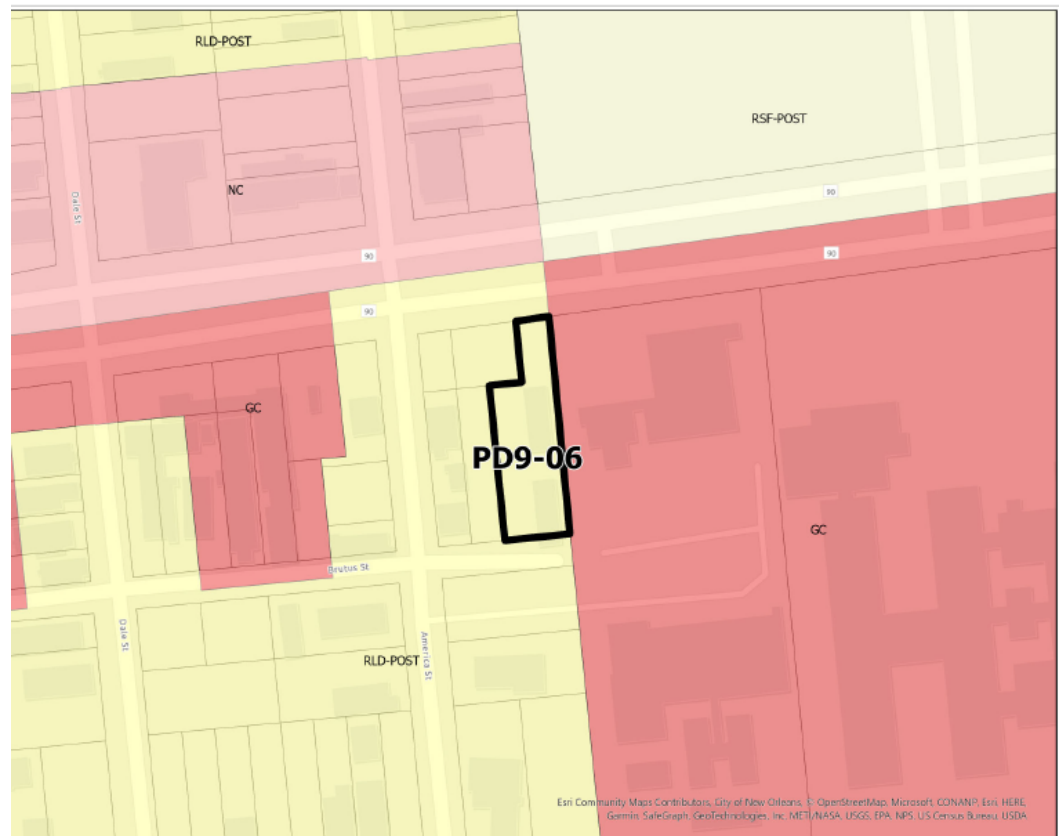 RLD-POST
RSF-POST
NC
Dale St
90
90
90
90
GC
PD9-06
GC
Brutus St
Dale St
America St
RLD-POST
Esri Community Maps Contributors, City of New Orleans, © OpenStreetMap, Microsoft, CONANP, Esri, HERE,
Garmin, SafeGraph, GeoTechnologies, Inc, METI/NASA, USGS, EPA, NPS, US Census Bureau, USDA